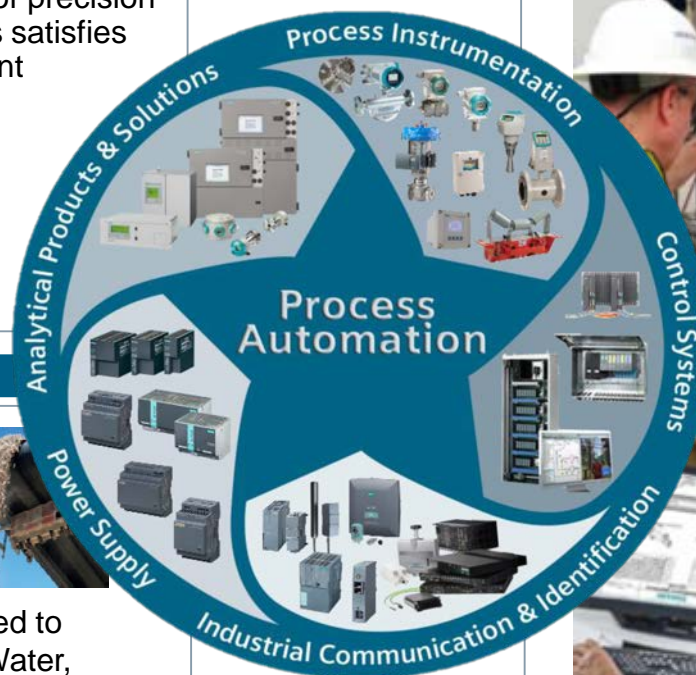 of precision
s satisfies
nt
Process Instrumentation
Analytical Products & Solutions
Process
Automation
Control Systems
Power Supply
Industrial Communication & Identification
ed to
Water,